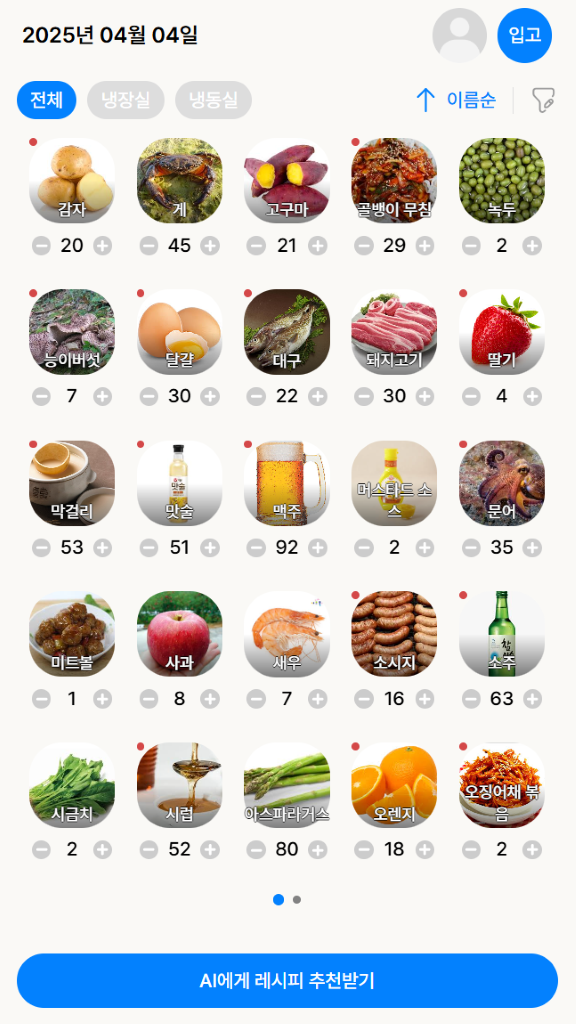 2025년 04월 04일
입고
전체
냉장실
냉동실
이름순
감자
게
고구마
골뱅이 무침
녹두
20
45
21
29
2
능이버섯
달걀
대구
돼지고기
딸기
7
30
22
30
4
막걸리
맛술
맛술
맥주
머스타드 소
스
문어
53
51
92
2
35
미트볼
사과
새우
소시지
소주
1
8
7
16
63
시금치
시럽
아스파라거스
오렌지
오징어채 볶
음
2
52
80
18
2
AI에게 레시피 추천받기